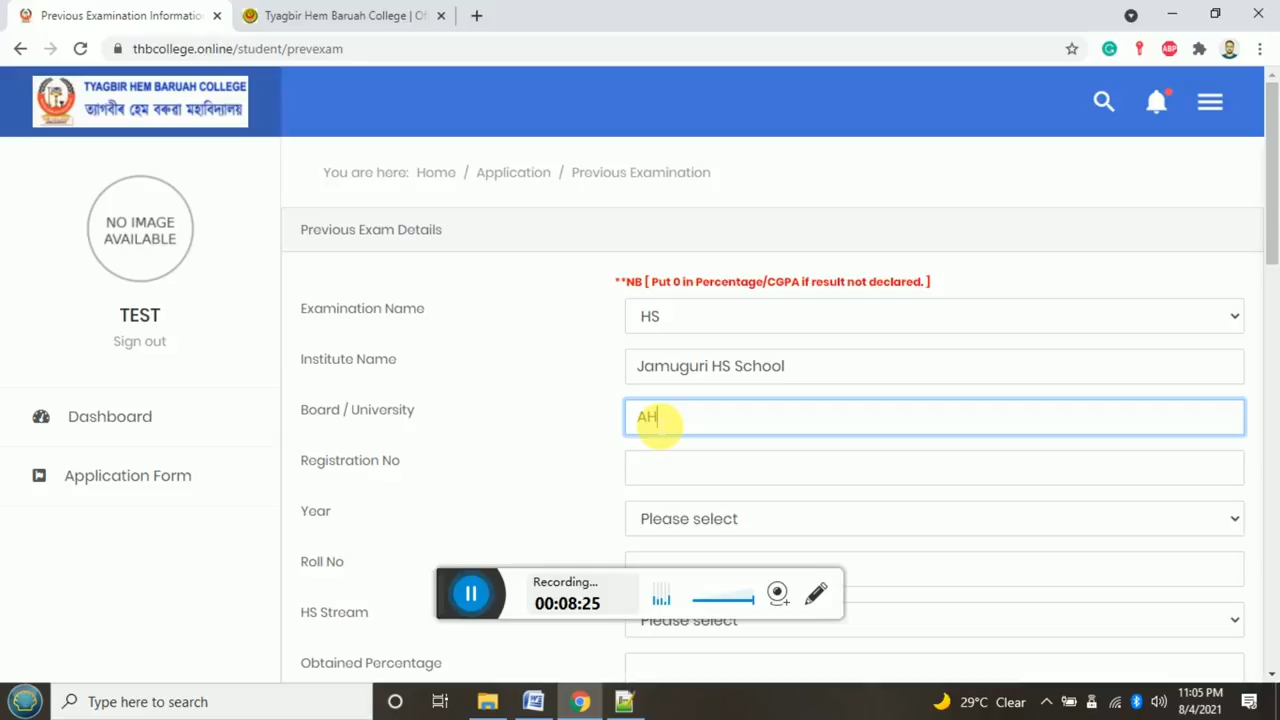 Previous Examination Informatio
Tyagbir Hem Baruah College | Of
thbcollege.online/student/prevexam
ABP
TYAGBIR HEM BARUAH COLLEGE
ত্যাগবীৰ হেম বৰুৱা মহাবিদ্যালয়
You are here: Home / Application / Previous Examination
NO IMAGE
AVAILABLE
TEST
Sign out
Dashboard
Application Form
Previous Exam Details
**NB [ Put 0 in Percentage/CGPA if result not declared. ]
Examination Name
HS
Institute Name
Jamuguri HS School
Board / University
AH
Registration No
Year
Please select
Roll No
HS Stream
Please select
Obtained Percentage
Recording...
00:08:25
Type here to search
29°C Clear
11:05 PM
8/4/2021